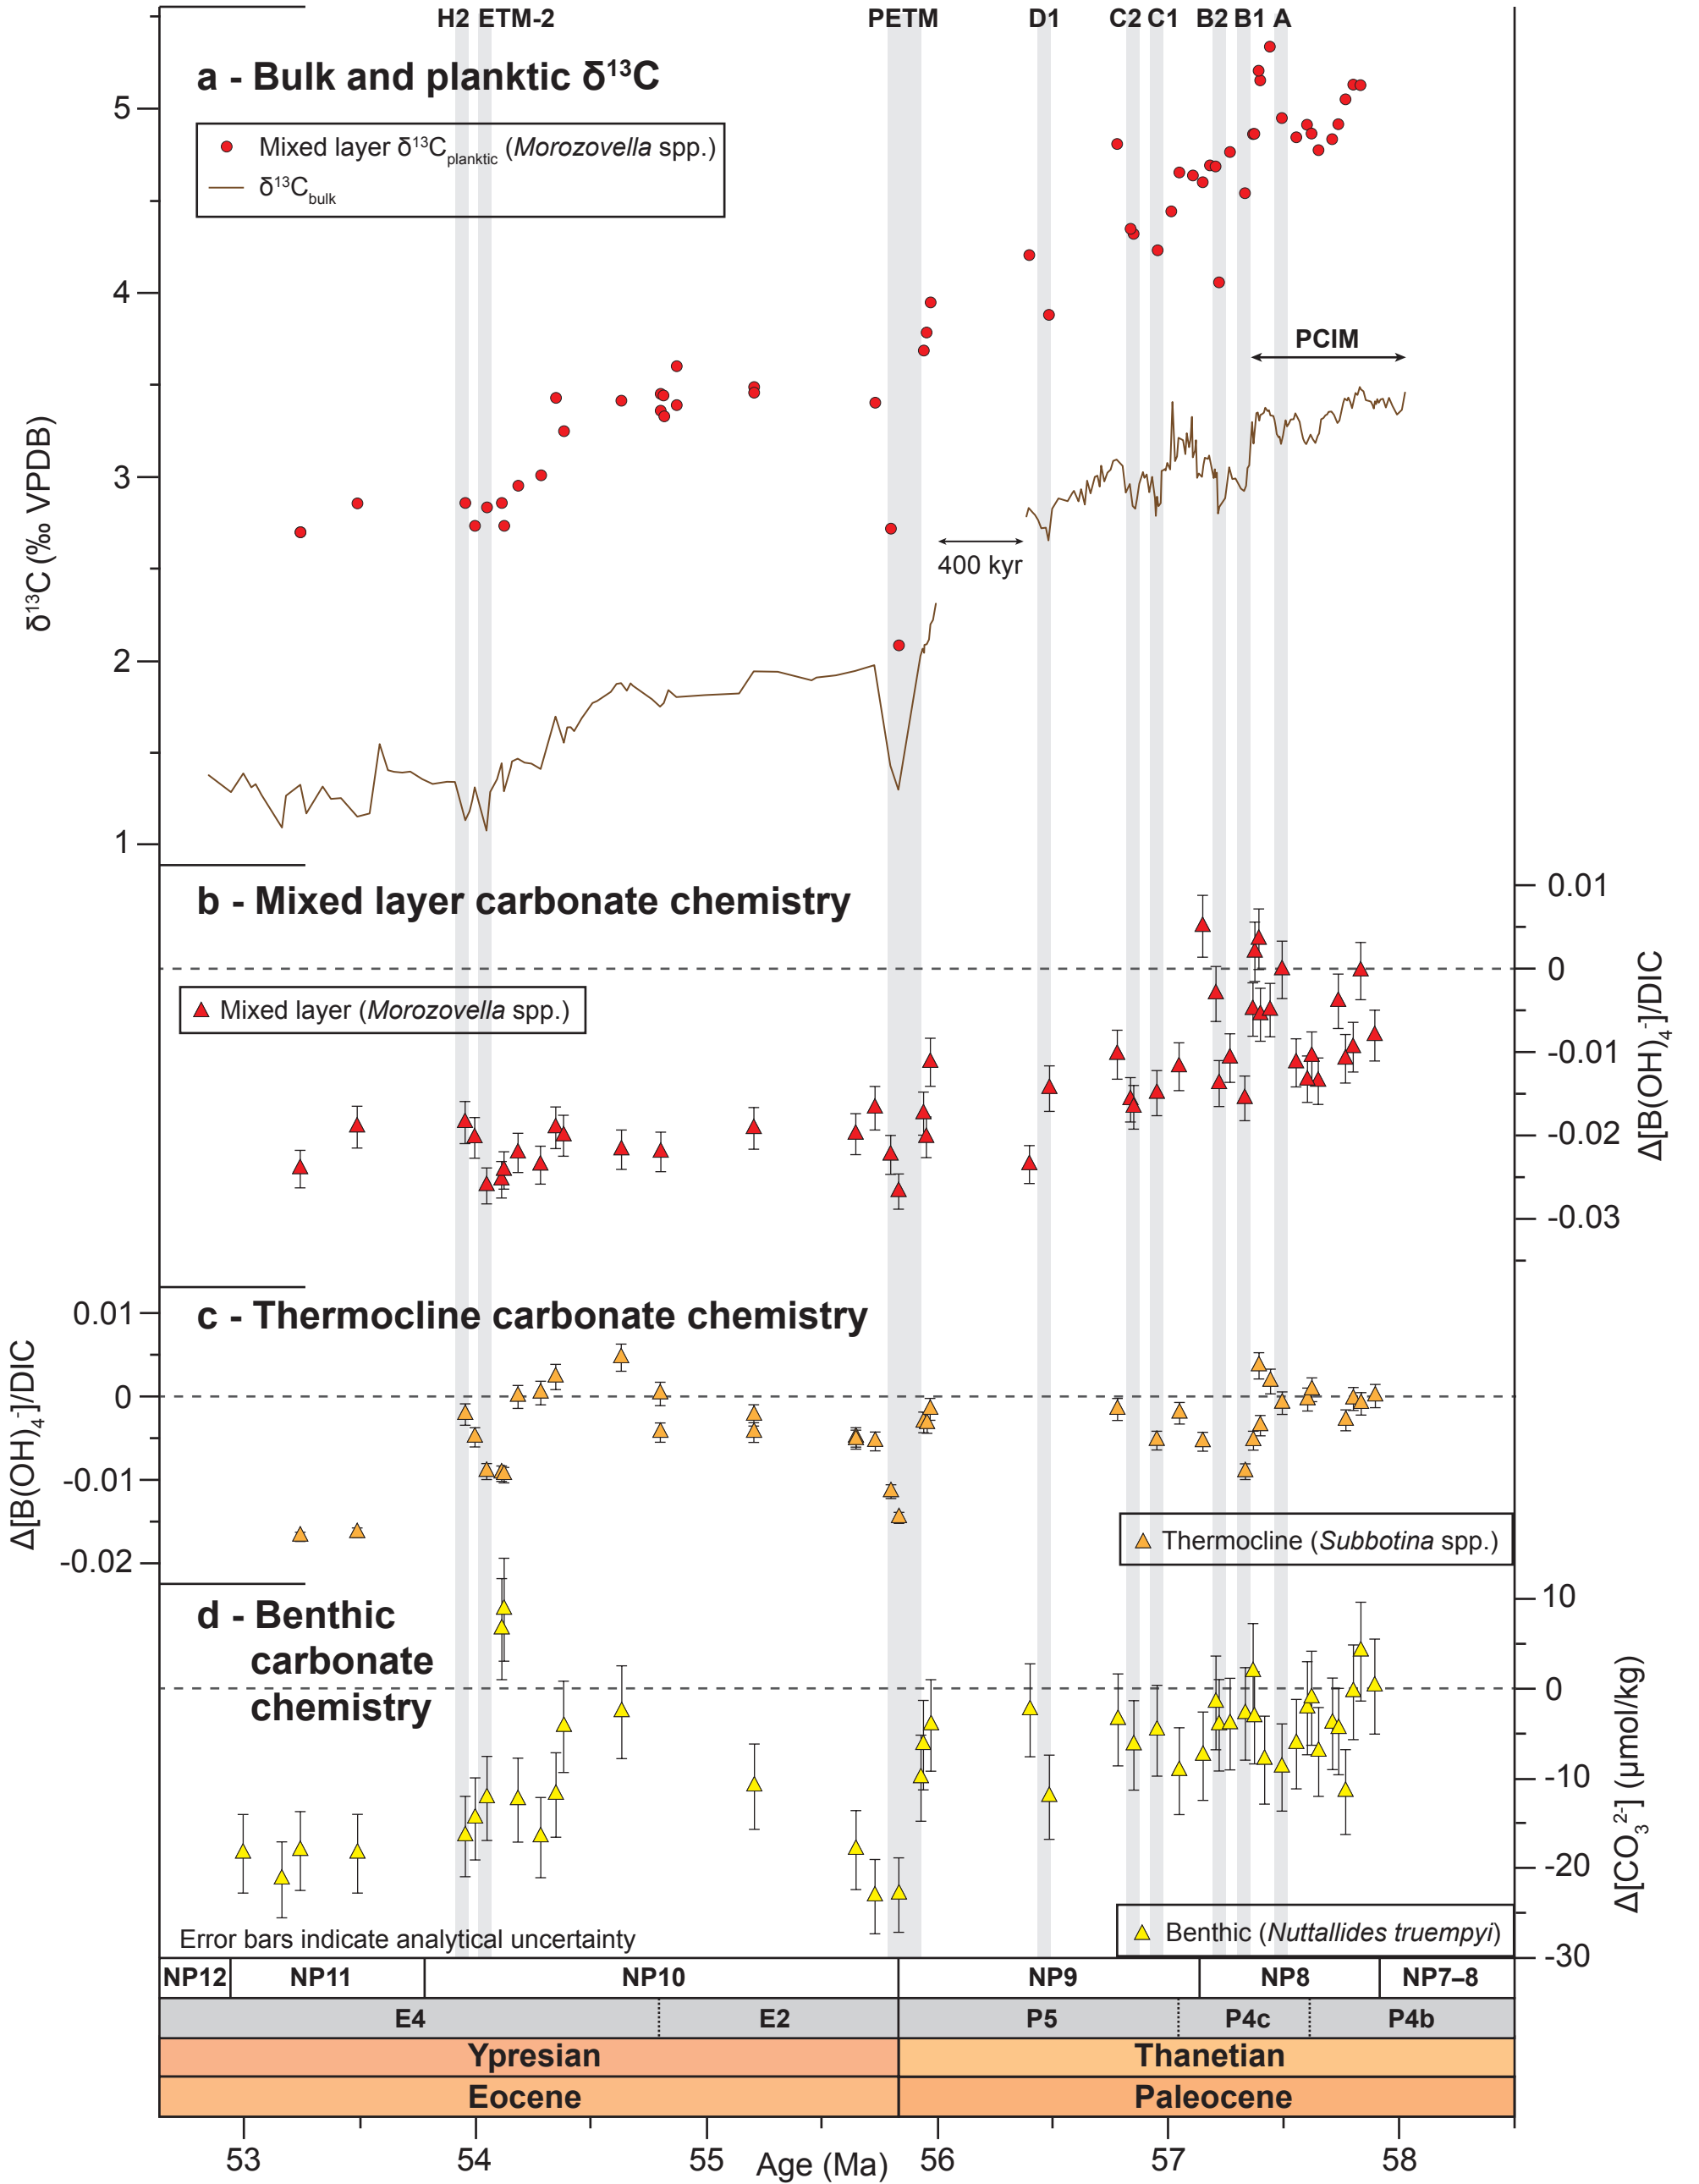 H2 ETM-2 PETM D1 C2 C1 B2 B1 A
a - Bulk and planktic δ¹³C
Mixed layer δ¹³Cplanktic (Morozovella spp.)
δ¹³Cbulk
5
4
3
2
1
δ¹³C (‰ VPDB)
PCIM
400 kyr
b - Mixed layer carbonate chemistry
Mixed layer (Morozovella spp.)
0.01
0
-0.01
-0.02
-0.03
Δ[B(OH)₄⁻]/DIC
c - Thermocline carbonate chemistry
0.01
0
-0.01
-0.02
Δ[B(OH)₄⁻]/DIC
Thermocline (Subbotina spp.)
d - Benthic
carbonate
chemistry
10
0
-10
-20
-30
Δ[CO₃²⁻] (μmol/kg)
Benthic (Nuttallides truempyi)
Error bars indicate analytical uncertainty
NP12 NP11 NP10 NP9 NP8 NP7–8
E4 E2 P5 P4c P4b
Ypresian Thanetian
Eocene Paleocene
53 54 55 56 57 58
Age (Ma)